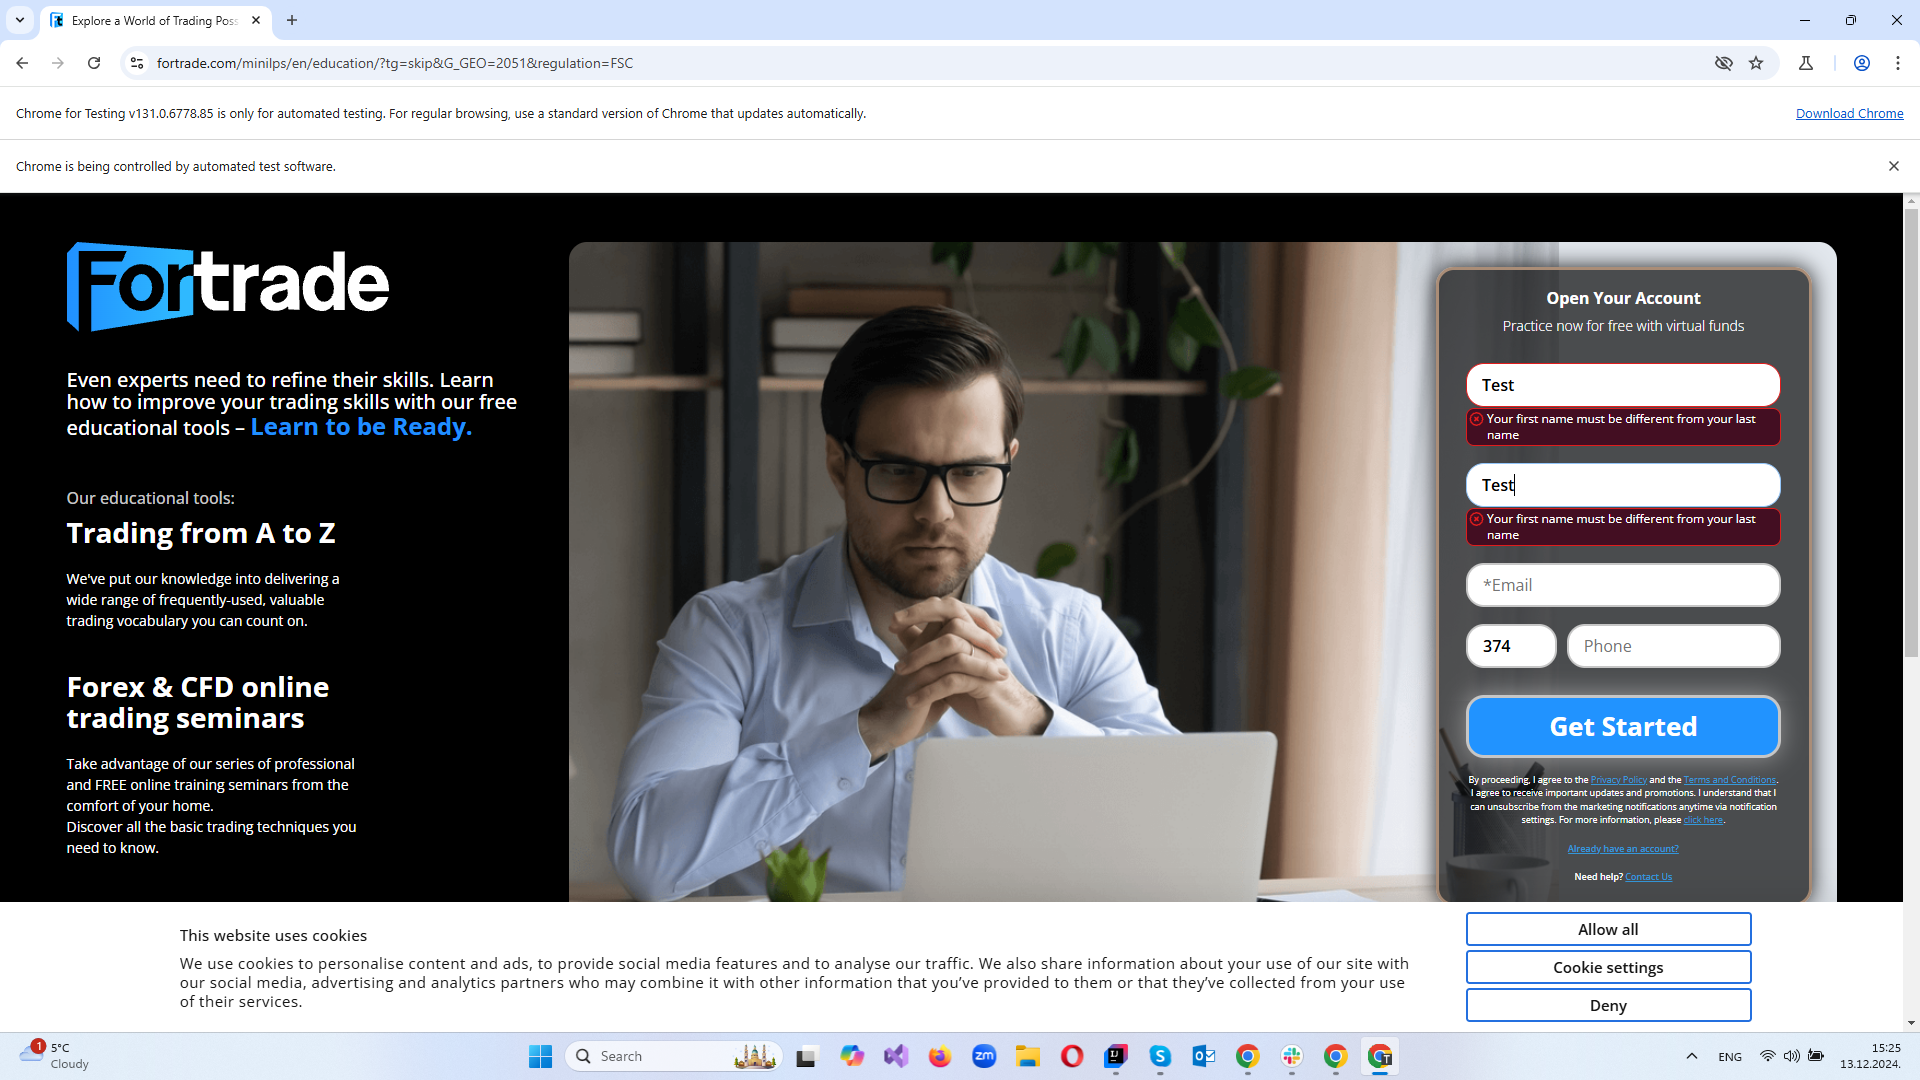 Explore a World of Trading Poss
fortrade.com/minilps/en/education/?tg=skip&G_GEO=2051&regulation=FSC
Chrome for Testing v131.0.6778.85 is only for automated testing. For regular browsing, use a standard version of Chrome that updates automatically.
Download Chrome
Chrome is being controlled by automated test software.
Fortrade
Even experts need to refine their skills. Learn
how to improve your trading skills with our free
educational tools – Learn to be Ready.
Our educational tools:
Trading from A to Z
We've put our knowledge into delivering a
wide range of frequently-used, valuable
trading vocabulary you can count on.
Forex & CFD online
trading seminars
Take advantage of our series of professional
and FREE online training seminars from the
comfort of your home.
Discover all the basic trading techniques you
need to know.
Open Your Account
Practice now for free with virtual funds
Test
Your first name must be different from your last
name
Test
Your first name must be different from your last
name
*Email
374
Phone
Get Started
By proceeding, I agree to the Privacy Policy and the Terms and Conditions.
I agree to receive important updates and promotions. I understand that I
can unsubscribe from the marketing notifications anytime via notification
settings. For more information, please click here.
Already have an account?
Need help? Contact Us
This website uses cookies
We use cookies to personalise content and ads, to provide social media features and to analyse our traffic. We also share information about your use of our site with
our social media, advertising and analytics partners who may combine it with other information that you’ve provided to them or that they’ve collected from your use
of their services.
Allow all
Cookie settings
Deny
1
5°C
Cloudy
Search
zm
ENG
15:25
13.12.2024.